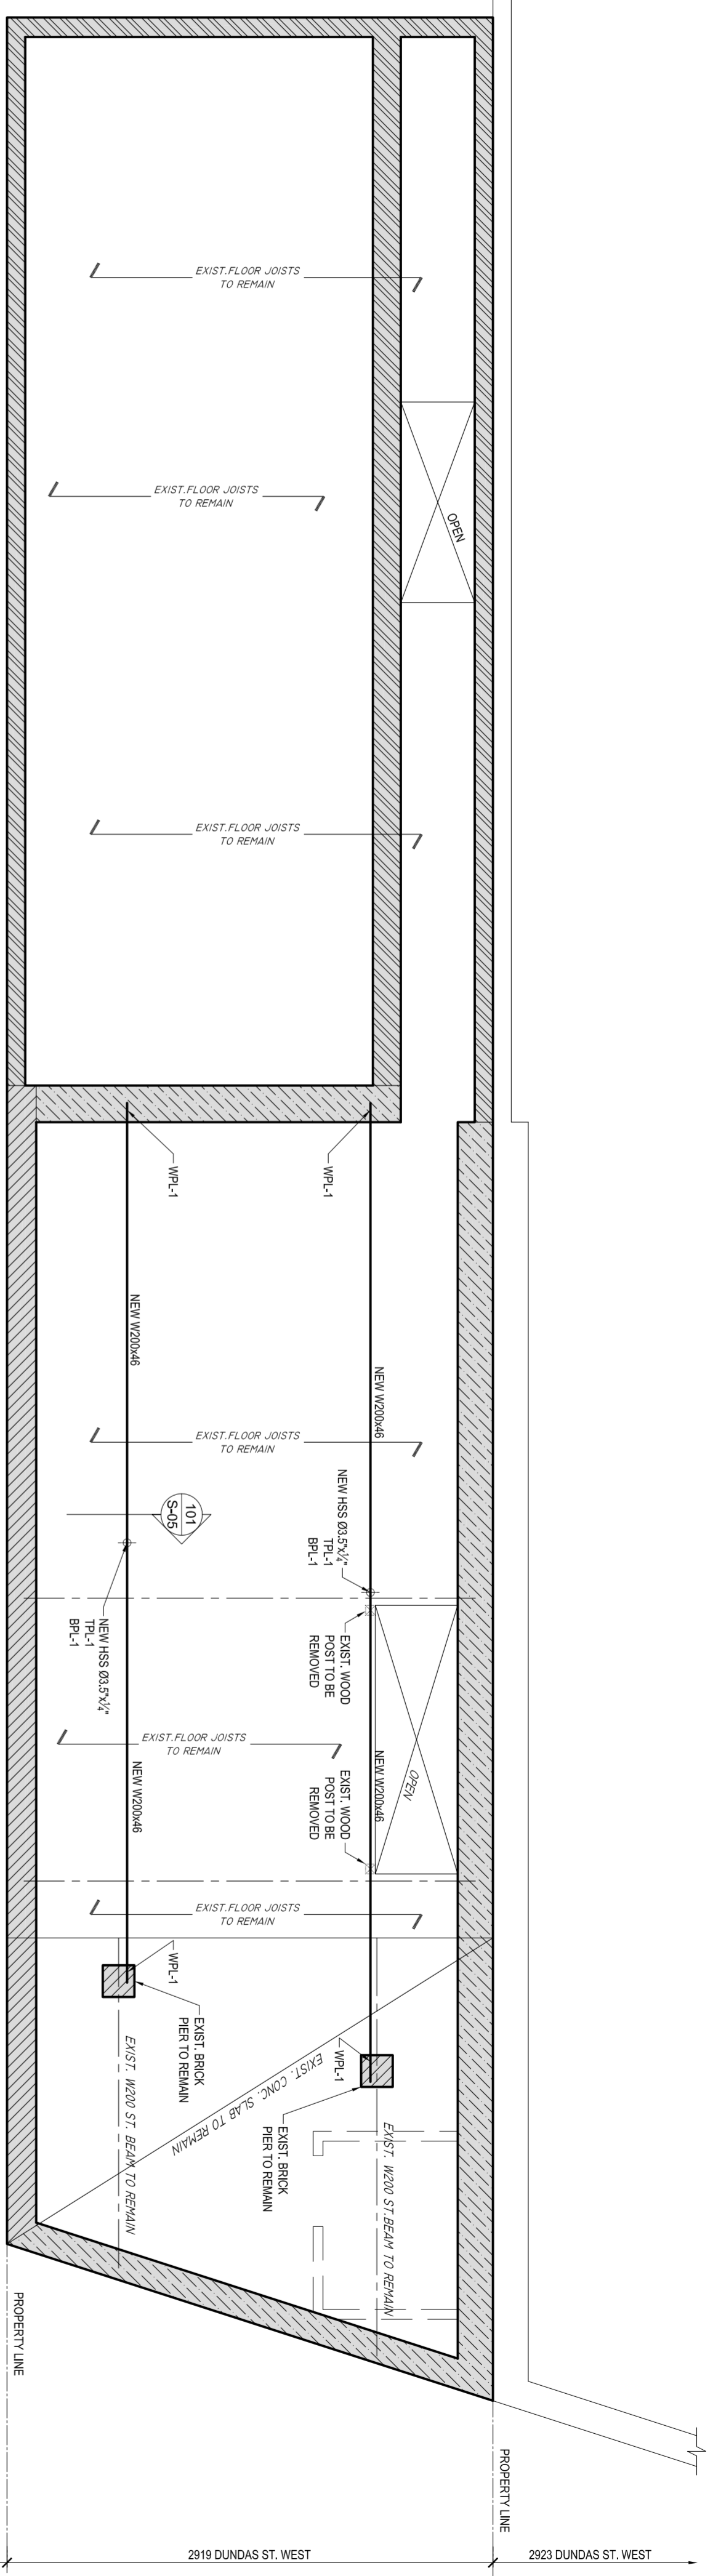 EXIST.FLOOR JOISTS
TO REMAIN
OPEN
EXIST.FLOOR JOISTS
TO REMAIN
EXIST.FLOOR JOISTS
TO REMAIN
WPL-1
WPL-1
NEW W200x46
NEW W200x46
EXIST.FLOOR JOISTS
TO REMAIN
101
S-05
NEW HSS Ø3.5"x¼"
TPL-1
BPL-1
NEW HSS Ø3.5"x¼"
TPL-1
BPL-1
EXIST. WOOD
POST TO BE
REMOVED
EXIST.FLOOR JOISTS
TO REMAIN
NEW W200x46
NEW W200x46
OPEN
EXIST. WOOD
POST TO BE
REMOVED
EXIST.FLOOR JOISTS
TO REMAIN
WPL-1
EXIST. BRICK
PIER TO REMAIN
WPL-1
EXIST. BRICK
PIER TO REMAIN
EXIST. CONC. SLAB TO REMAIN
EXIST. W200 ST. BEAM TO REMAIN
EXIST. W200 ST.BEAM TO REMAIN
PROPERTY LINE
PROPERTY LINE
2919 DUNDAS ST. WEST
2923 DUNDAS ST. WEST